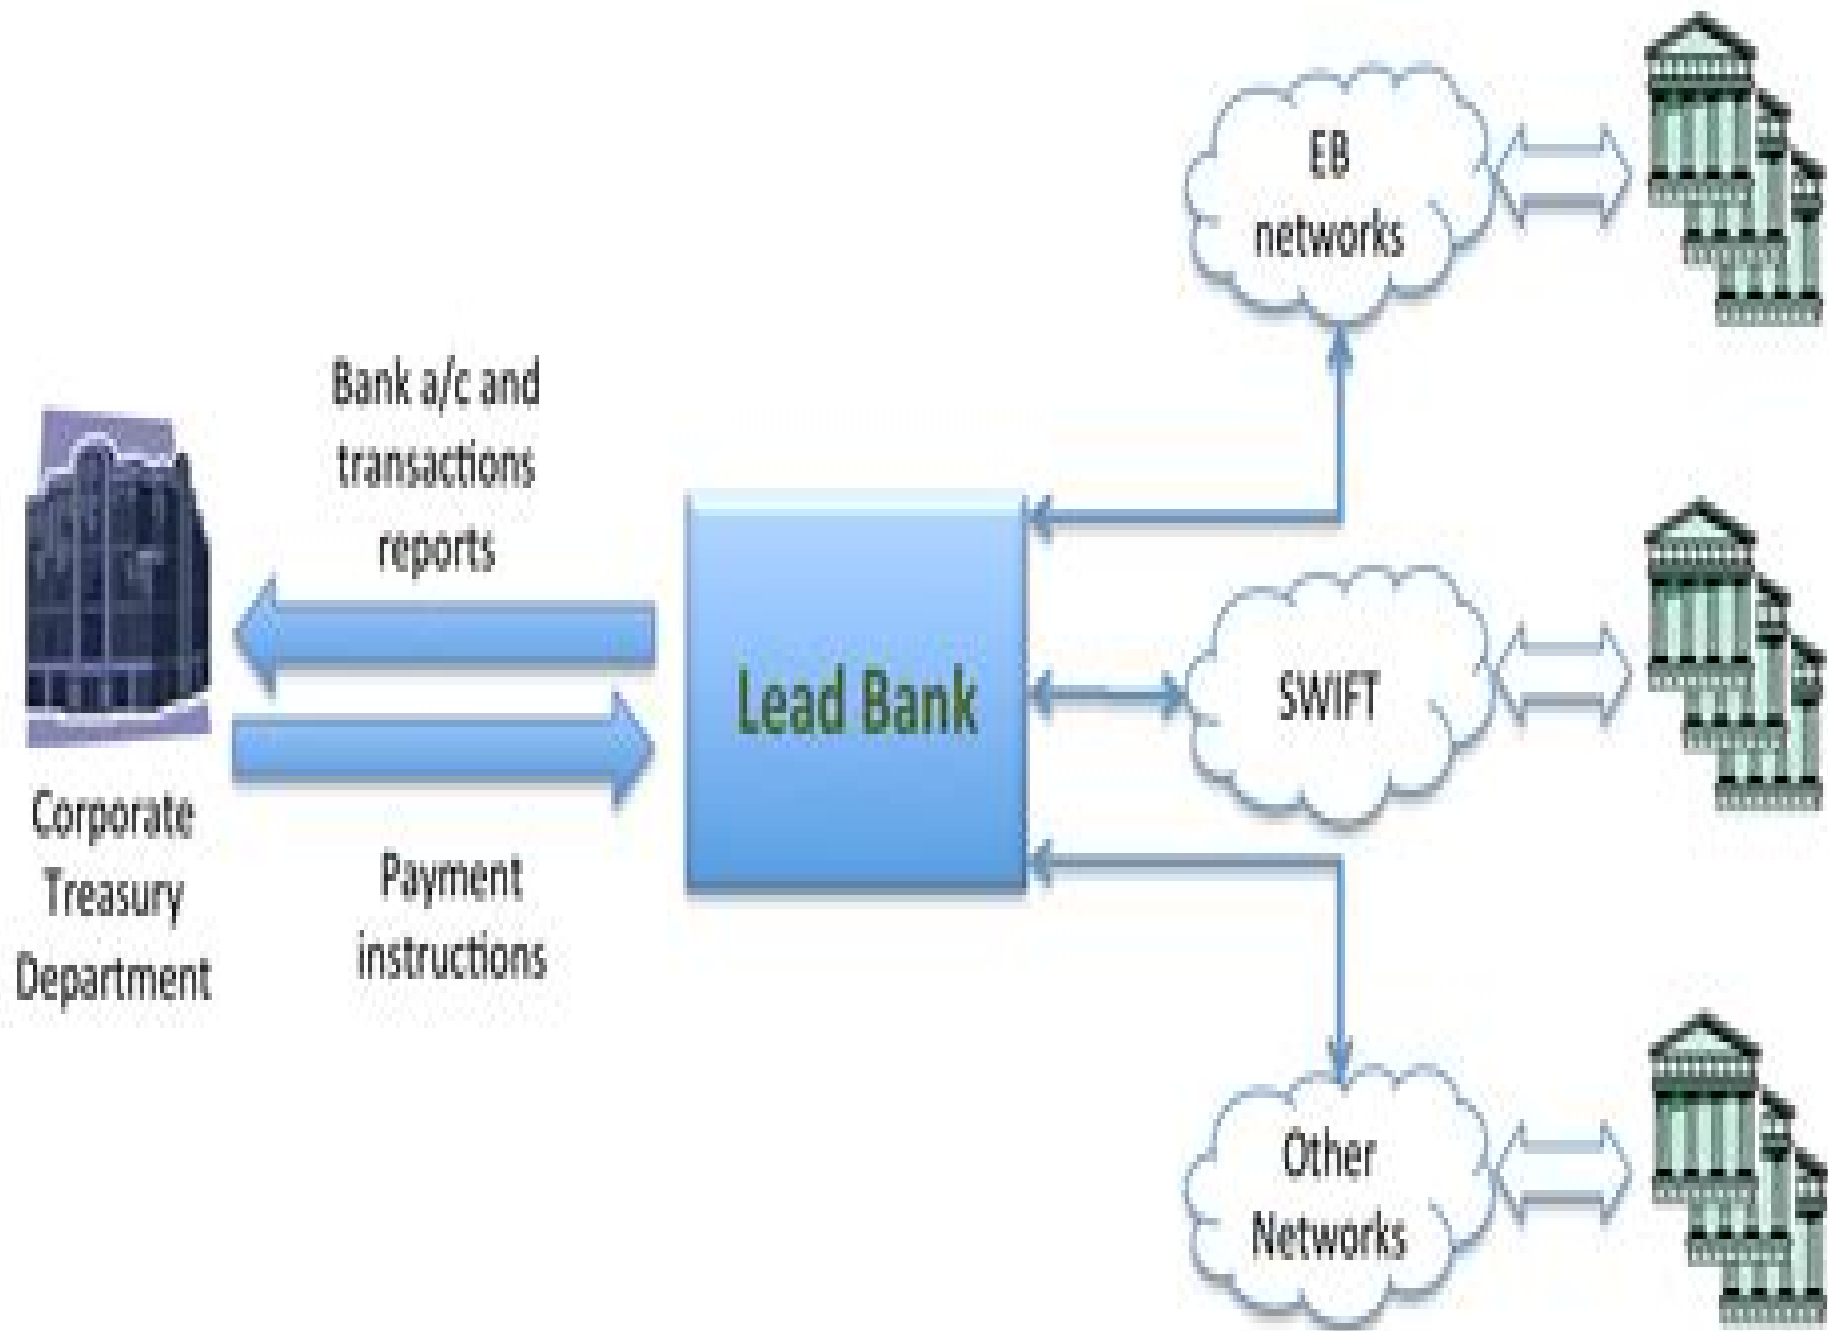 EB
networks
Bank a/c and
transactions
reports
Lead Bank
SWIFT
Corporate
Treasury
Department
Payment
instructions
Other
Networks